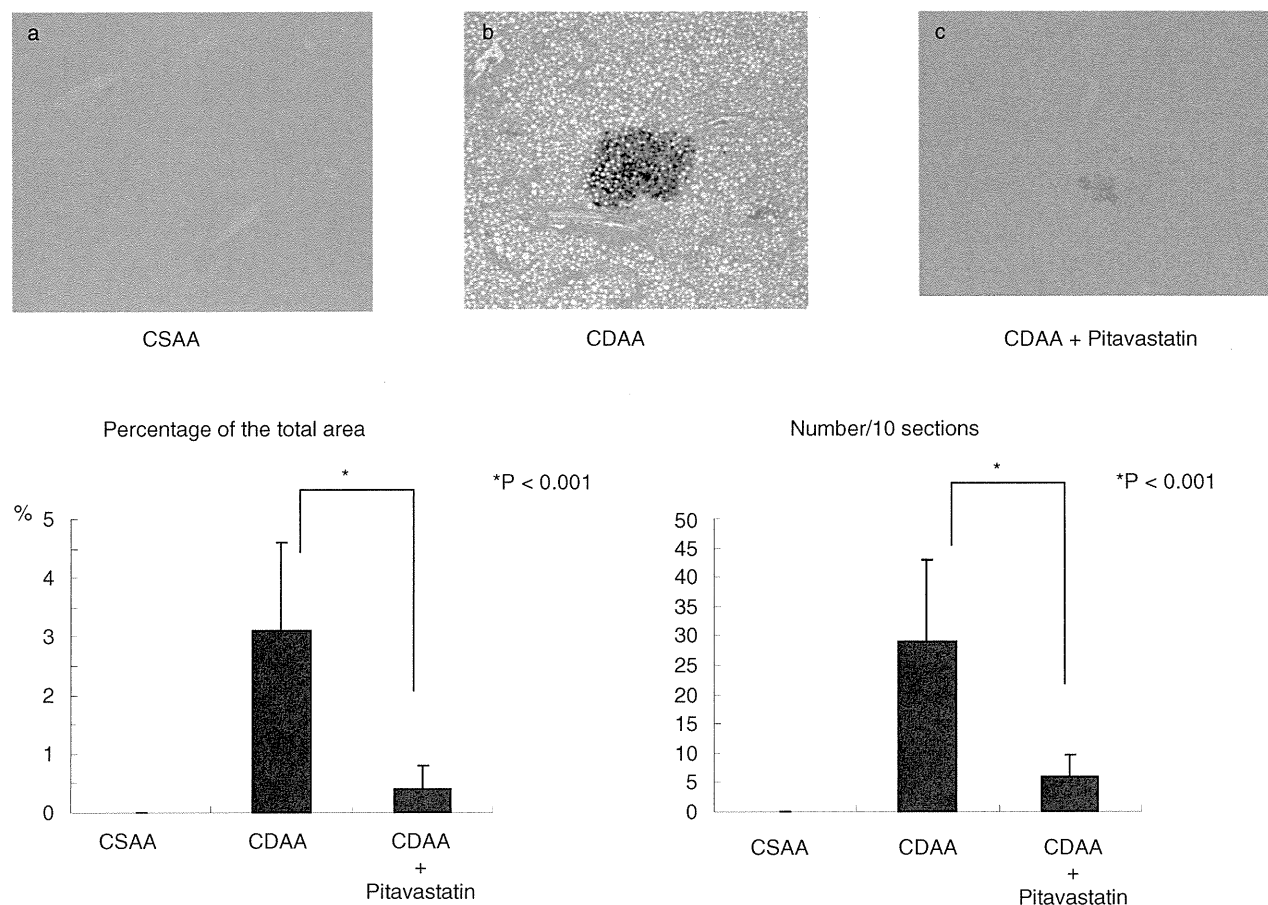 a
b
c
CSAA
CDAA
CDAA + Pitavastatin
Percentage of the total area
*
*P < 0.001
%
5
4
3
2
1
0
CSAA
CDAA
CDAA
+
Pitavastatin
Number/10 sections
*
*P < 0.001
50
45
40
35
30
25
20
15
10
5
0
CSAA
CDAA
CDAA
+
Pitavastatin